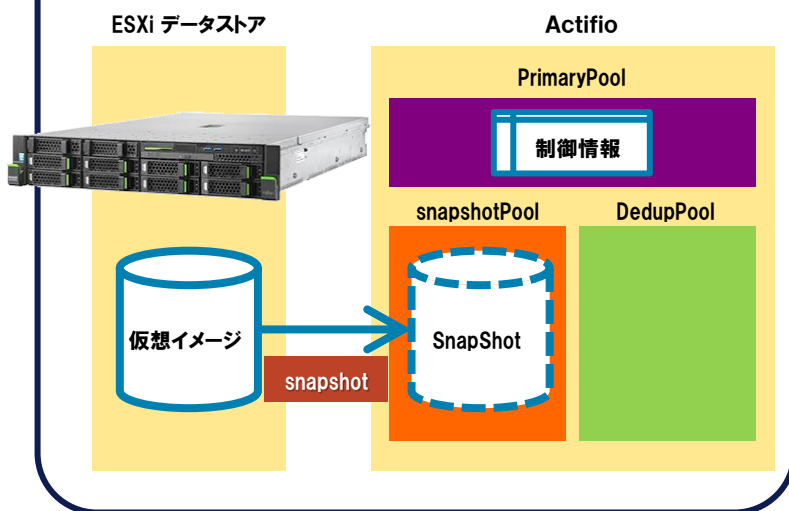 ESXi データストア
Actifio
PrimaryPool
制御情報
snapshotPool
DedupPool
仮想イメージ
SnapShot
snapshot